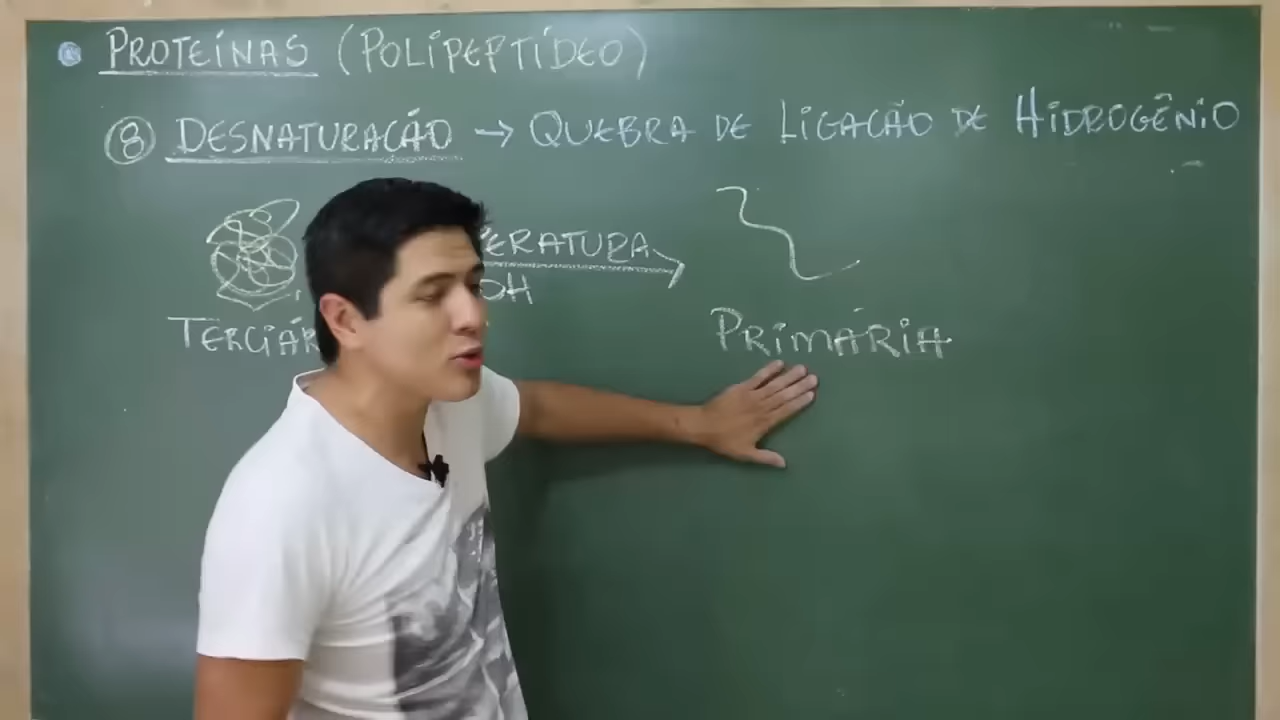 • PROTEÍNAS (POLIPEPTÍDEO)
⑧ DESNATURAÇÃO → QUEBRA DE LIGAÇÃO DE HIDROGÊNIO
PRIMÁRIA